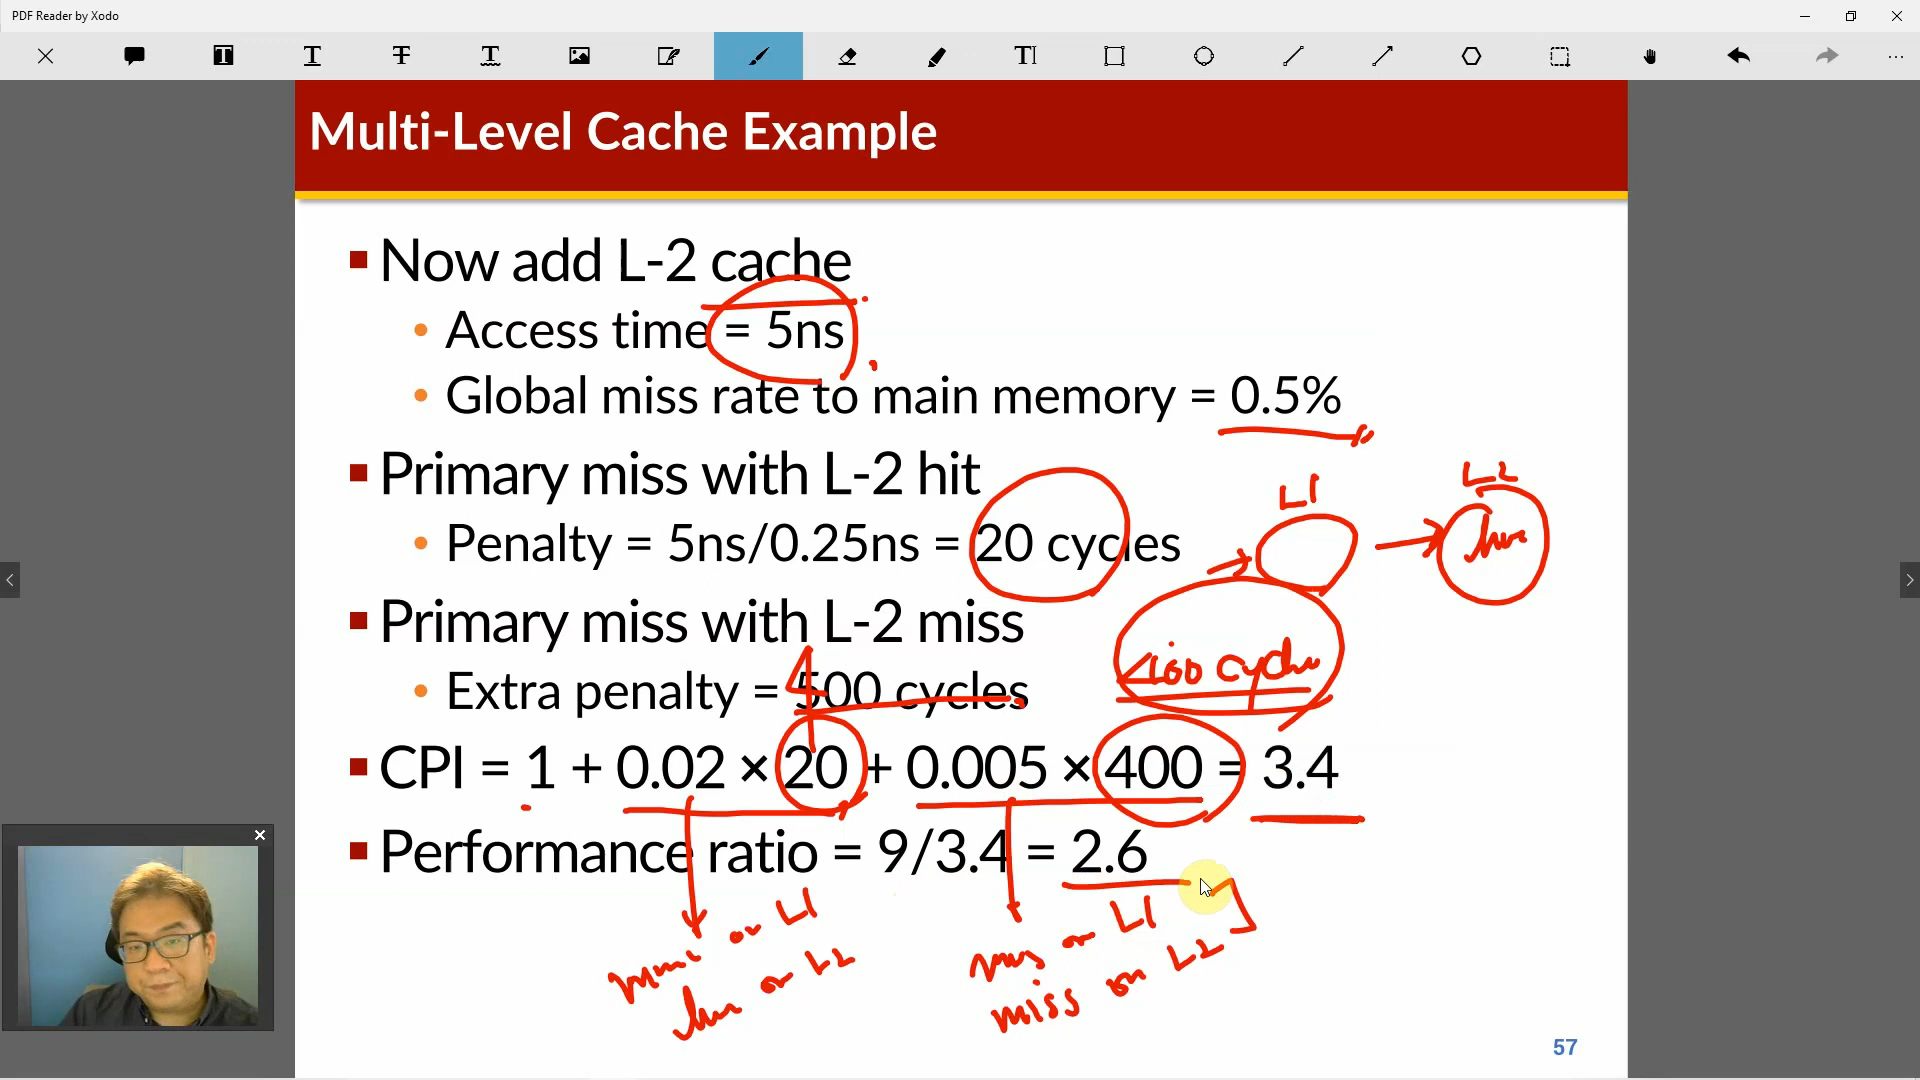 PDF Reader by Xodo
Multi-Level Cache Example
Now add L-2 cache
Access time = 5ns
Global miss rate to main memory = 0.5%
Primary miss with L-2 hit
L1
L2
Penalty = 5ns/0.25ns = 20 cycles
Primary miss with L-2 miss
4
Extra penalty = 500 cycles
CPI = 1 + 0.02 × 20 + 0.005 × 400 = 3.4
Performance ratio = 9/3.4 = 2.6
on L1
on L2
miss on L1
miss on L2
57